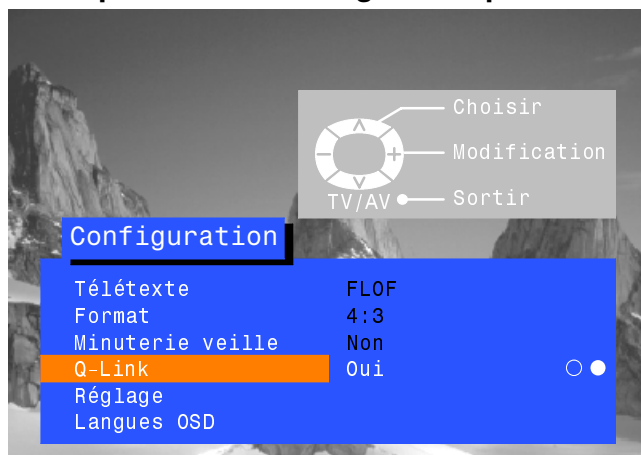 Choisir
Modification
TV/AV Sortir
Configuration
Télétexte FLOF
Format 4:3
Minuterie veille Non
Q-Link Oui
Réglage
Langues OSD